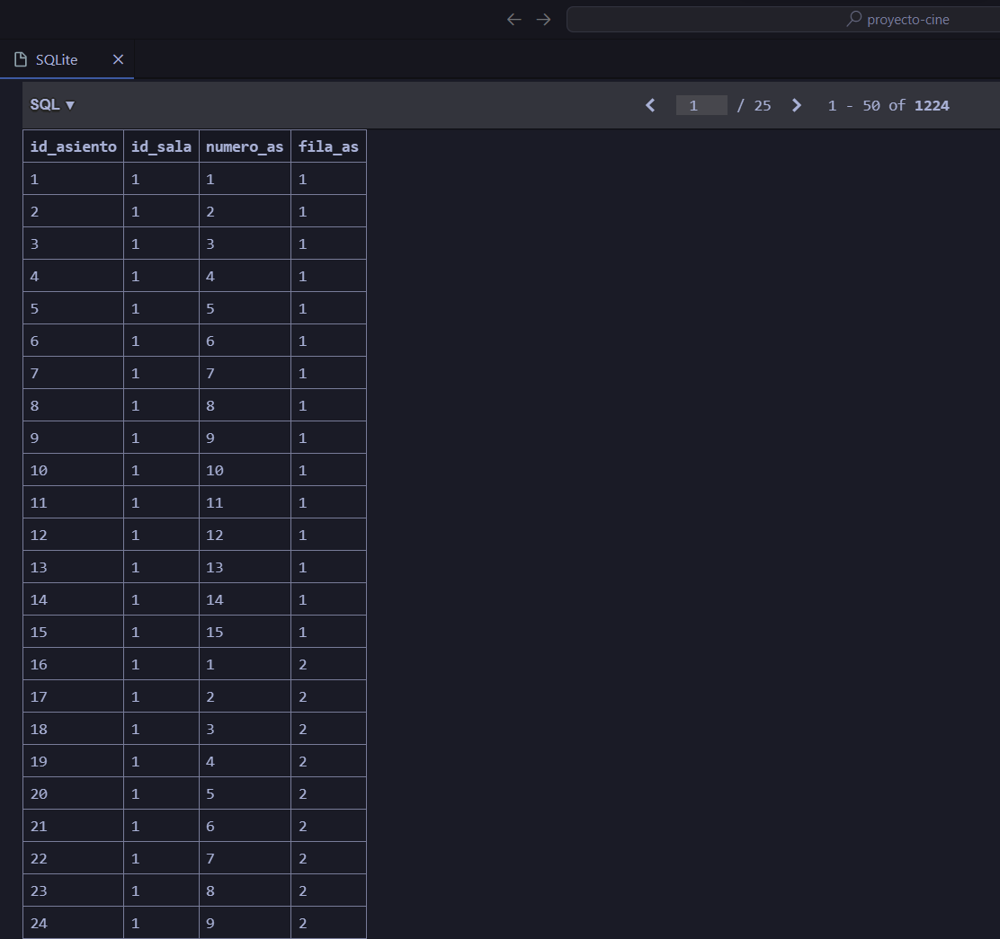 proyecto-cine
SQLite
SQL ▼ 1 / 25 1 - 50 of 1224
id_asiento id_sala numero_as fila_as
1 1 1 1
2 1 2 1
3 1 3 1
4 1 4 1
5 1 5 1
6 1 6 1
7 1 7 1
8 1 8 1
9 1 9 1
10 1 10 1
11 1 11 1
12 1 12 1
13 1 13 1
14 1 14 1
15 1 15 1
16 1 1 2
17 1 2 2
18 1 3 2
19 1 4 2
20 1 5 2
21 1 6 2
22 1 7 2
23 1 8 2
24 1 9 2